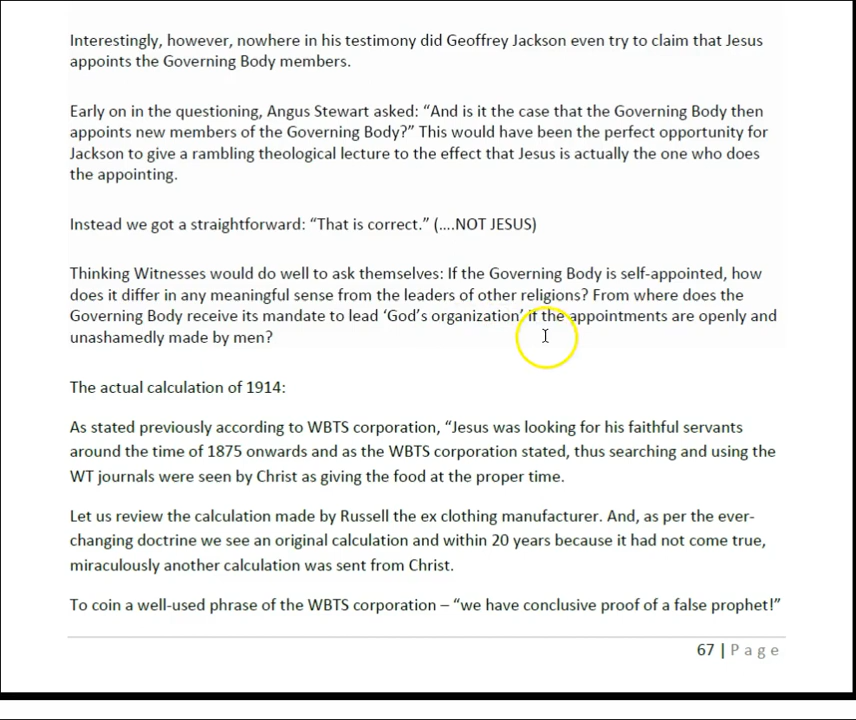 Interestingly, however, nowhere in his testimony did Geoffrey Jackson even try to claim that Jesus
appoints the Governing Body members.
Early on in the questioning, Angus Stewart asked: “And is it the case that the Governing Body then
appoints new members of the Governing Body?” This would have been the perfect opportunity for
Jackson to give a rambling theological lecture to the effect that Jesus is actually the one who does
the appointing.
Instead we got a straightforward: “That is correct.” (....NOT JESUS)
Thinking Witnesses would do well to ask themselves: If the Governing Body is self-appointed, how
does it differ in any meaningful sense from the leaders of other religions? From where does the
Governing Body receive its mandate to lead ‘God’s organization’ if the appointments are openly and
unashamedly made by men?
The actual calculation of 1914:
As stated previously according to WBTS corporation, “Jesus was looking for his faithful servants
around the time of 1875 onwards and as the WBTS corporation stated, thus searching and using the
WT journals were seen by Christ as giving the food at the proper time.
Let us review the calculation made by Russell the ex clothing manufacturer. And, as per the ever-
changing doctrine we see an original calculation and within 20 years because it had not come true,
miraculously another calculation was sent from Christ.
To coin a well-used phrase of the WBTS corporation – “we have conclusive proof of a false prophet!”
67 | P a g e